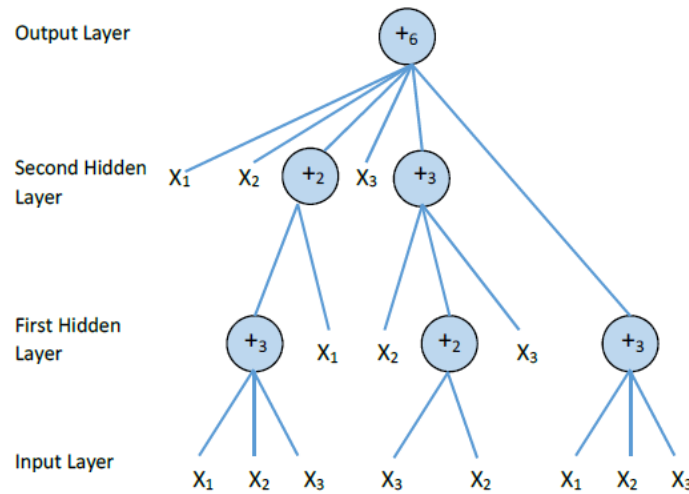 Output Layer
+6
Second Hidden
Layer
X1 X2 +2 X3 +3
First Hidden
Layer
+3 X1 X2 +2 X3 +3
Input Layer
X1 X2 X3 X3 X2 X1 X2 X3